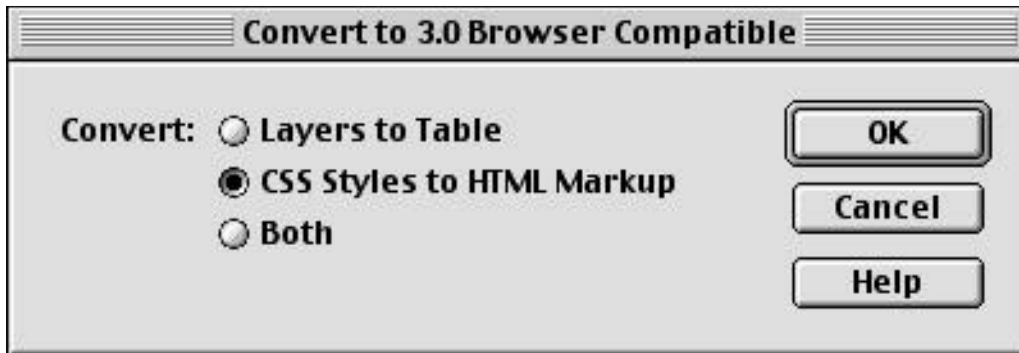 Convert to 3.0 Browser Compatible
Convert: Layers to Table
CSS Styles to HTML Markup
Both
OK
Cancel
Help